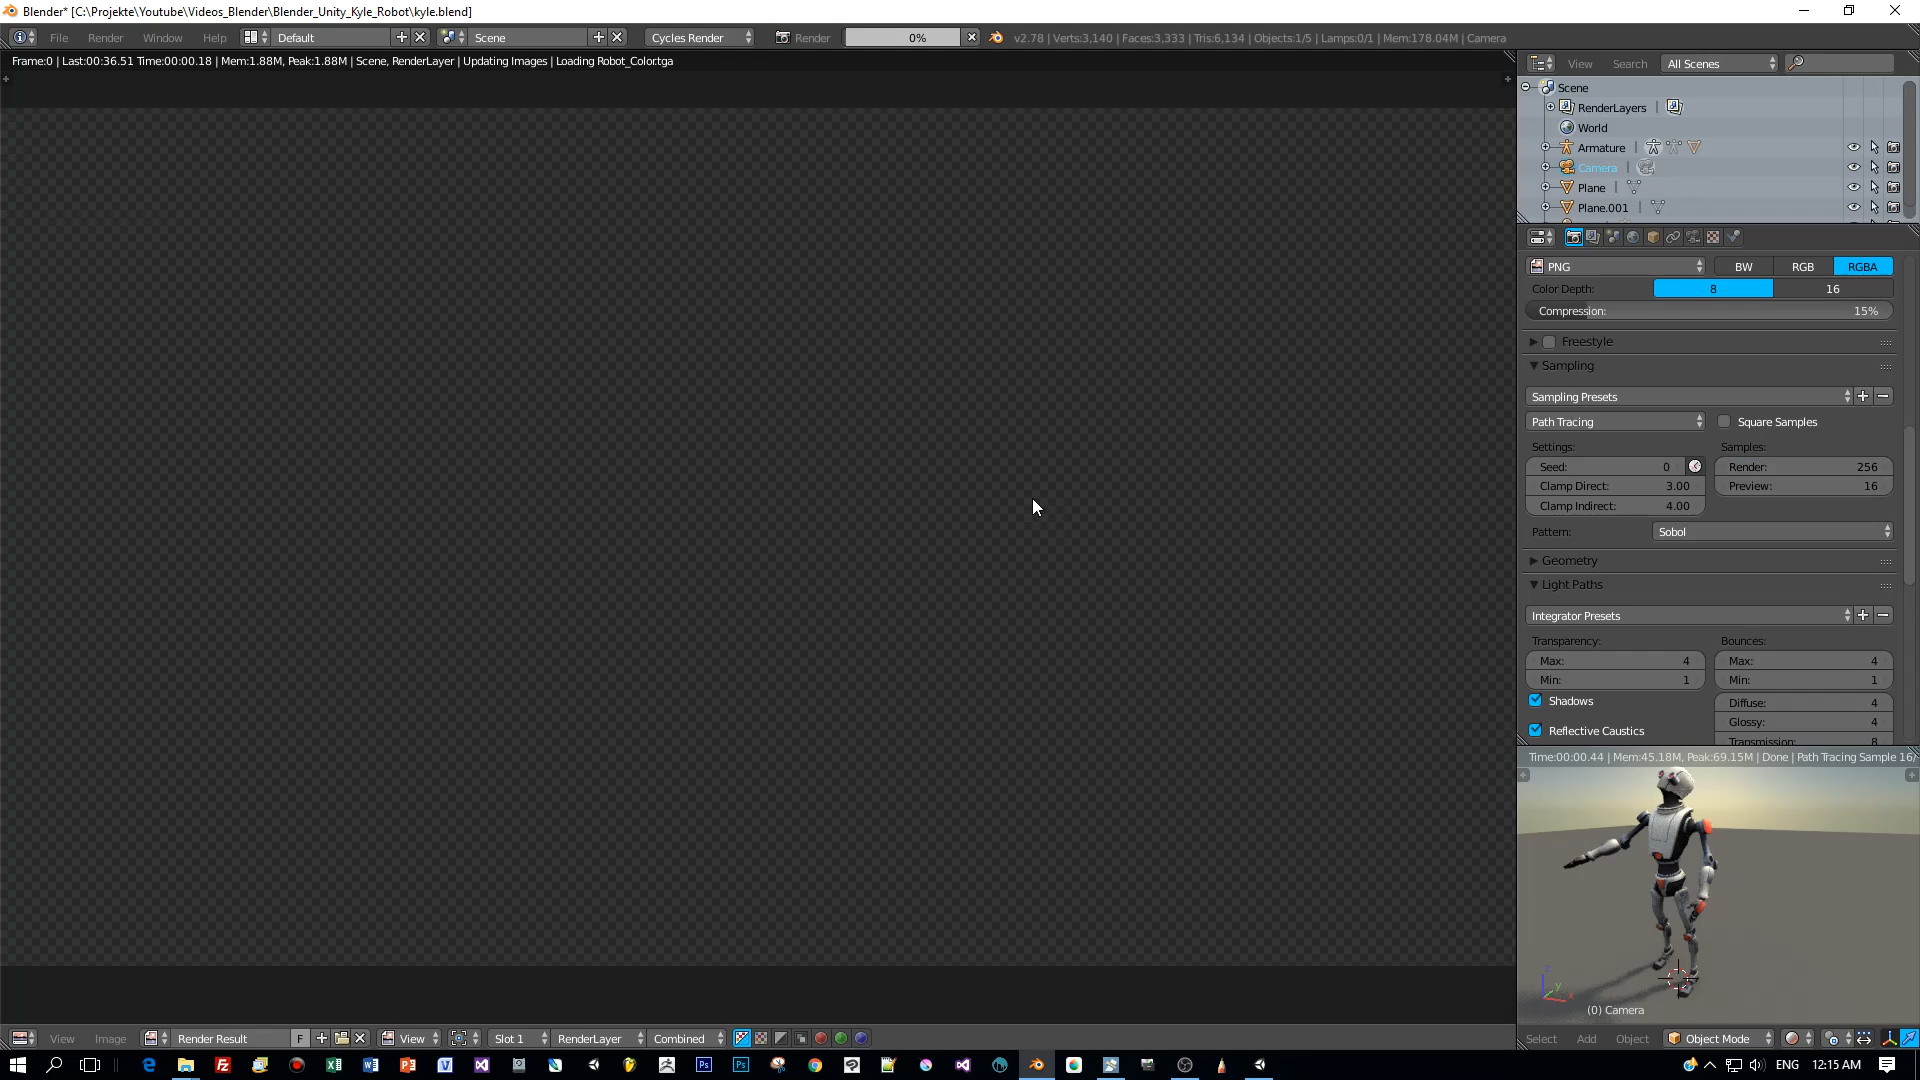 Blender* [C:\Projekte\Youtube\Videos_Blender\Blender_Unity_Kyle_Robot\kyle.blend]
File Render Window Help Default Scene Cycles Render Render 0% v2.78 | Verts:3,140 | Faces:3,333 | Tris:6,134 | Objects:1/5 | Lamps:0/1 | Mem:178.04M | Camera
Frame:0 | Last:00:36.51 Time:00:00.18 | Mem:1.88M, Peak:1.88M | Scene, RenderLayer | Updating Images | Loading Robot_Color.tga
View Search All Scenes
Scene
RenderLayers |
World
Armature |
Camera |
Plane |
Plane.001 |
PNG BW RGB RGBA
Color Depth: 8 16
Compression: 15%
Freestyle
Sampling
Sampling Presets
Path Tracing Square Samples
Settings: Samples:
Seed: 0 Render: 256
Clamp Direct: 3.00 Preview: 16
Clamp Indirect: 4.00
Pattern: Sobol
Geometry
Light Paths
Integrator Presets
Transparency: Bounces:
Max: 4 Max: 4
Min: 1 Min: 1
Shadows Diffuse: 4
Glossy: 4
Reflective Caustics
Transmission: 8
Time:00:00.44 | Mem:45.18M, Peak:69.15M | Done | Path Tracing Sample 16/
z
y
x
(0) Camera
View Image Render Result F View Slot 1 RenderLayer Combined Select Add Object Object Mode
ENG 12:15 AM